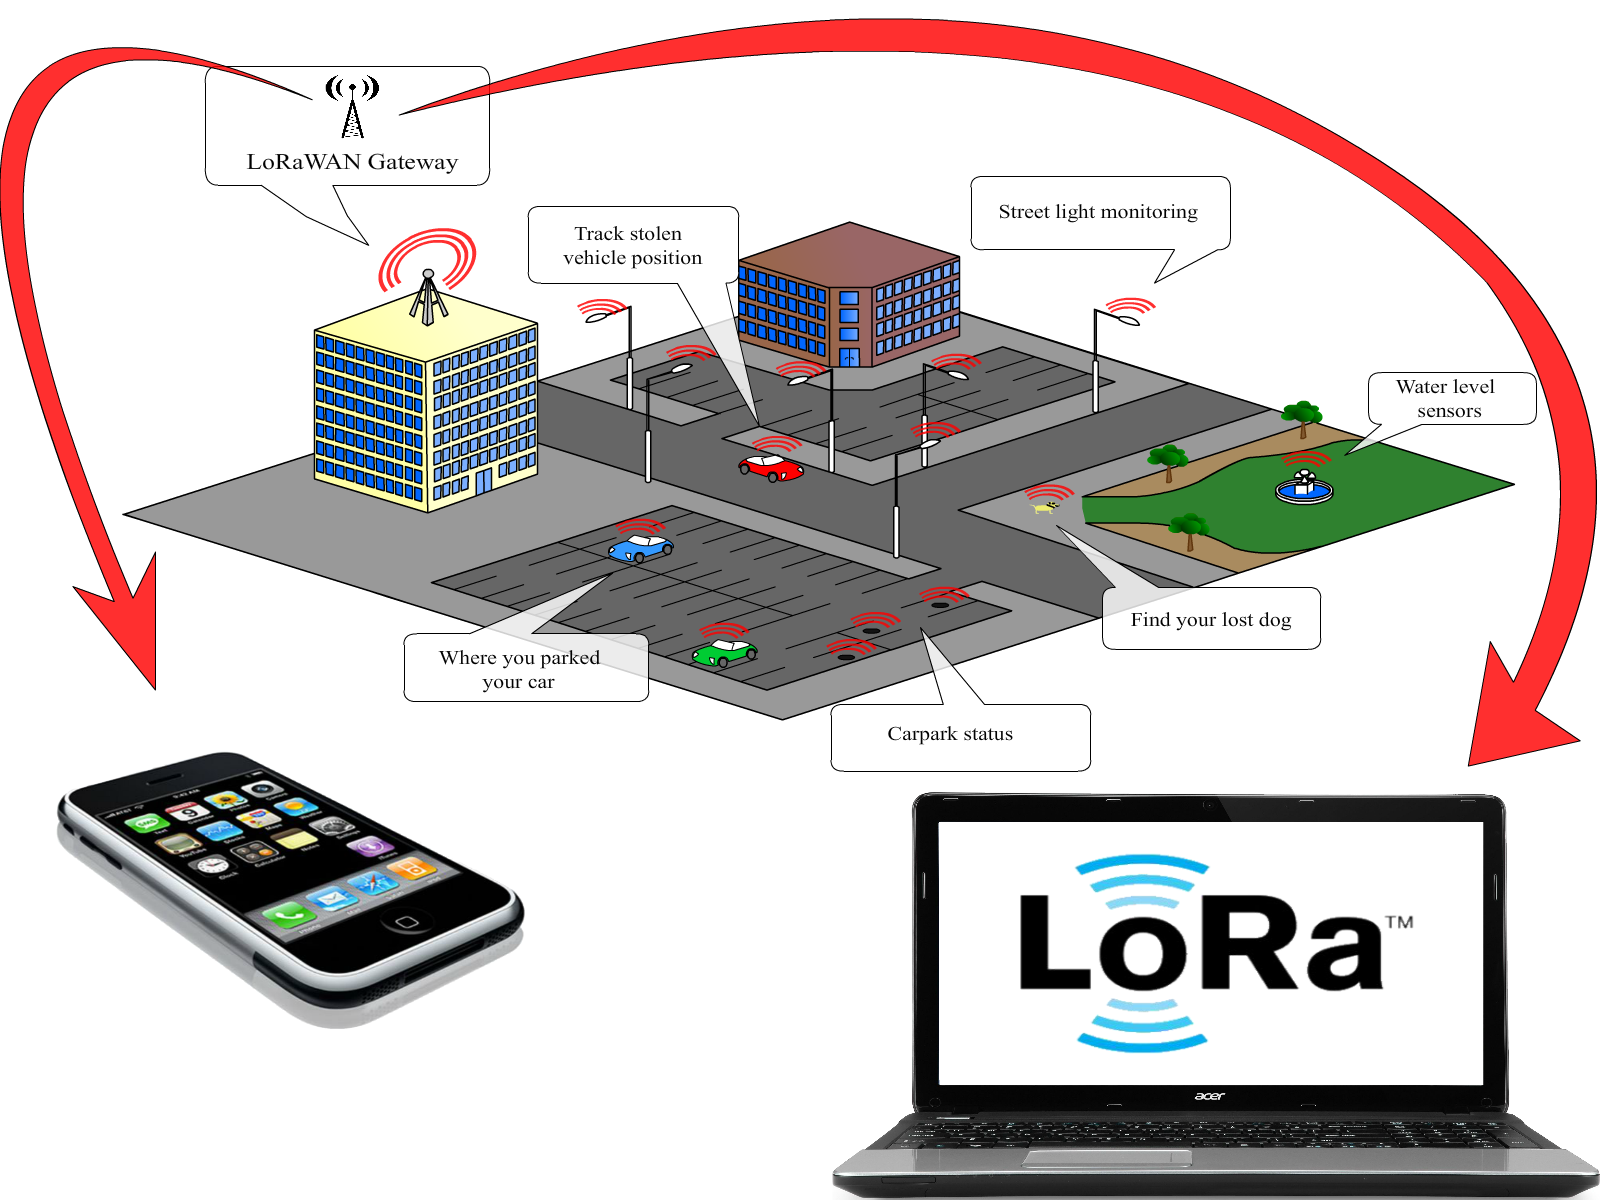 LoRaWAN Gateway
Track stolen
vehicle position
Street light monitoring
Water level
sensors
Find your lost dog
Where you parked
your car
Carpark status
LoRa™
acer